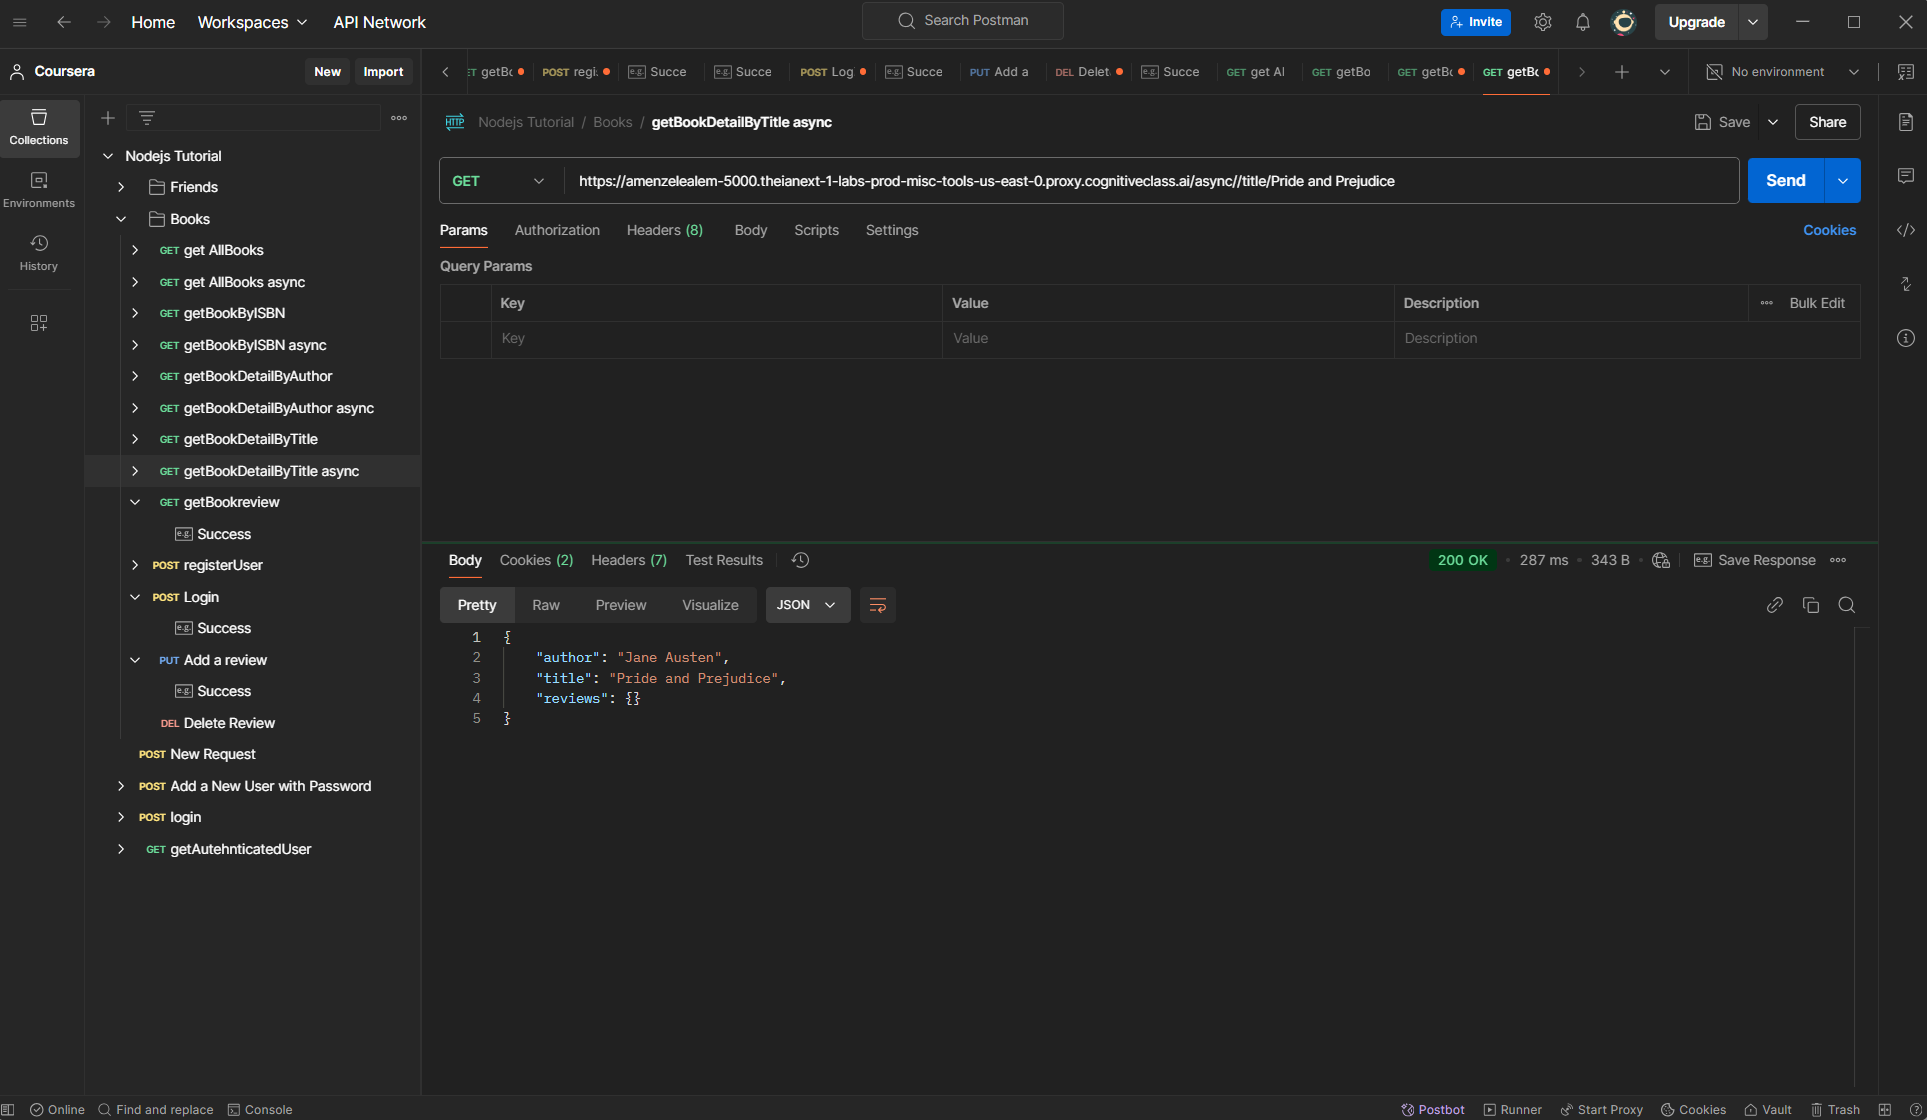 Home Workspaces API Network Search Postman Invite Upgrade
Coursera New Import
ET getBo POST regi: e.g. Succe e.g. Succe POST Log e.g. Succe PUT Add a DEL Delet e.g. Succe GET get Al GET getBo GET getBo GET getBo No environment
Collections
Environments
History
Nodejs Tutorial
Friends
Books
GET get AllBooks
GET get AllBooks async
GET getBookByISBN
GET getBookByISBN async
GET getBookDetailByAuthor
GET getBookDetailByAuthor async
GET getBookDetailByTitle
GET getBookDetailByTitle async
GET getBookreview
e.g. Success
POST registerUser
POST Login
e.g. Success
PUT Add a review
e.g. Success
DEL Delete Review
POST New Request
POST Add a New User with Password
POST login
GET getAutehnticatedUser
HTTP Nodejs Tutorial / Books / getBookDetailByTitle async Save Share
GET https://amenzelealem-5000.theianext-1-labs-prod-misc-tools-us-east-0.proxy.cognitiveclass.ai/async//title/Pride and Prejudice Send
Params Authorization Headers (8) Body Scripts Settings Cookies
Query Params
Key Value Description Bulk Edit
Key Value Description
Body Cookies (2) Headers (7) Test Results 200 OK 287 ms 343 B e.g. Save Response
Pretty Raw Preview Visualize JSON
1 {
2 "author": "Jane Austen",
3 "title": "Pride and Prejudice",
4 "reviews": {}
5 }
Online Find and replace Console Postbot Runner Start Proxy Cookies Vault Trash